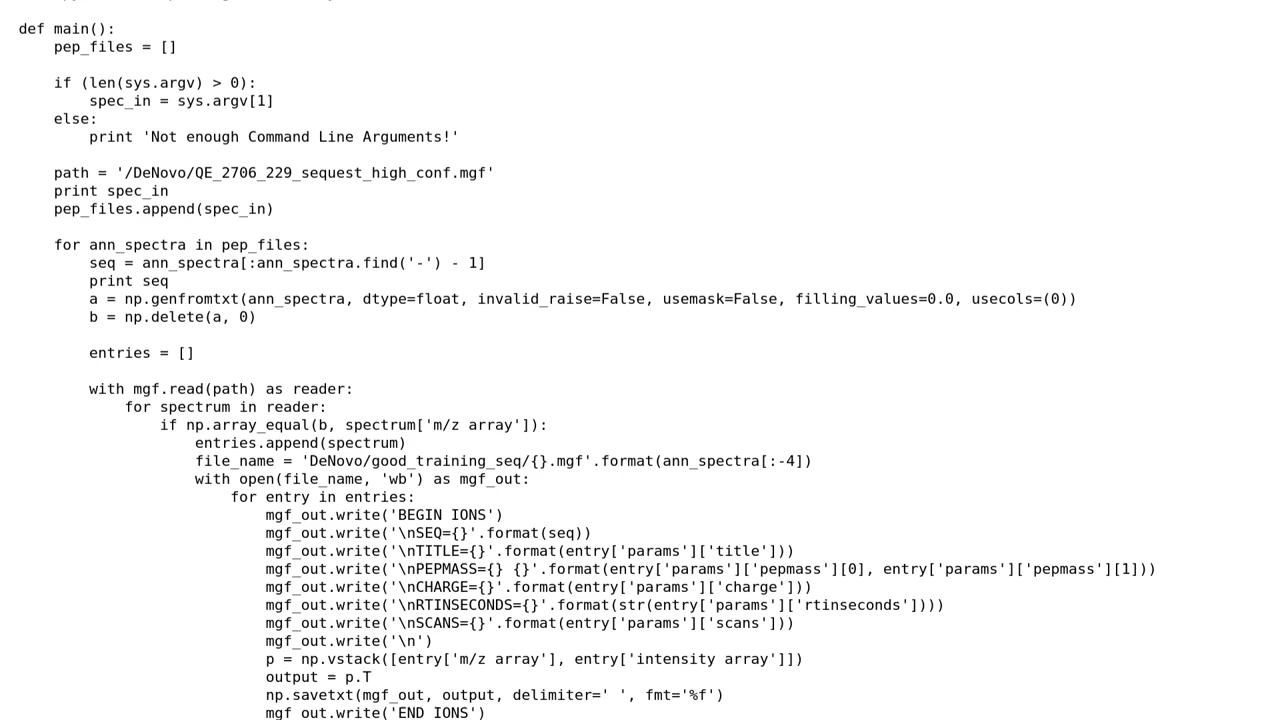 def main():
    pep_files = []

    if (len(sys.argv) > 0):
        spec_in = sys.argv[1]
    else:
        print 'Not enough Command Line Arguments!'

    path = '/DeNovo/QE_2706_229_sequest_high_conf.mgf'
    print spec_in
    pep_files.append(spec_in)

    for ann_spectra in pep_files:
        seq = ann_spectra[:ann_spectra.find('-') - 1]
        print seq
        a = np.genfromtxt(ann_spectra, dtype=float, invalid_raise=False, usemask=False, filling_values=0.0, usecols=(0))
        b = np.delete(a, 0)

        entries = []

        with mgf.read(path) as reader:
            for spectrum in reader:
                if np.array_equal(b, spectrum['m/z array']):
                    entries.append(spectrum)
                    file_name = 'DeNovo/good_training_seq/{}.mgf'.format(ann_spectra[:-4])
                    with open(file_name, 'wb') as mgf_out:
                        for entry in entries:
                            mgf_out.write('BEGIN IONS')
                            mgf_out.write('\nSEQ={}'.format(seq))
                            mgf_out.write('\nTITLE={}'.format(entry['params']['title']))
                            mgf_out.write('\nPEPMASS={} {}'.format(entry['params']['pepmass'][0], entry['params']['pepmass'][1]))
                            mgf_out.write('\nCHARGE={}'.format(entry['params']['charge']))
                            mgf_out.write('\nRTINSECONDS={}'.format(str(entry['params']['rtinseconds'])))
                            mgf_out.write('\nSCANS={}'.format(entry['params']['scans']))
                            mgf_out.write('\n')
                            p = np.vstack([entry['m/z array'], entry['intensity array']])
                            output = p.T
                            np.savetxt(mgf_out, output, delimiter=' ', fmt='%f')
                            mgf_out.write('END IONS')